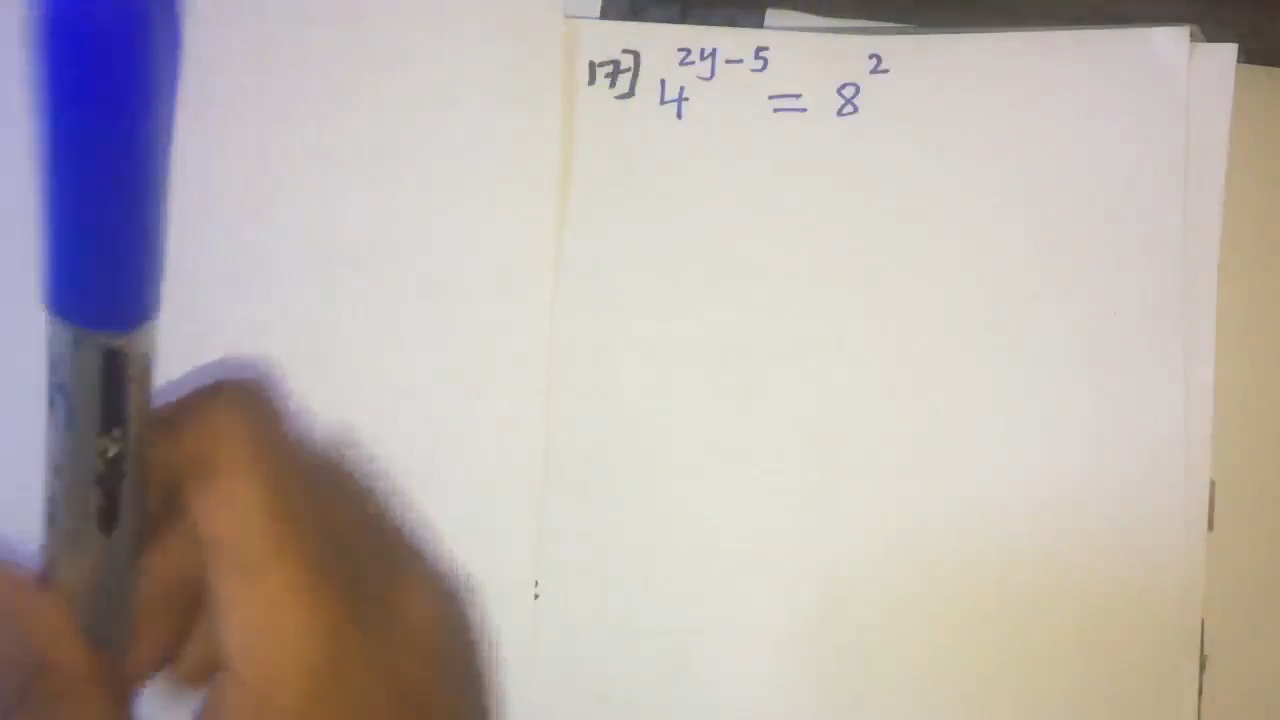 17] 4^{2y-5} = 8^2